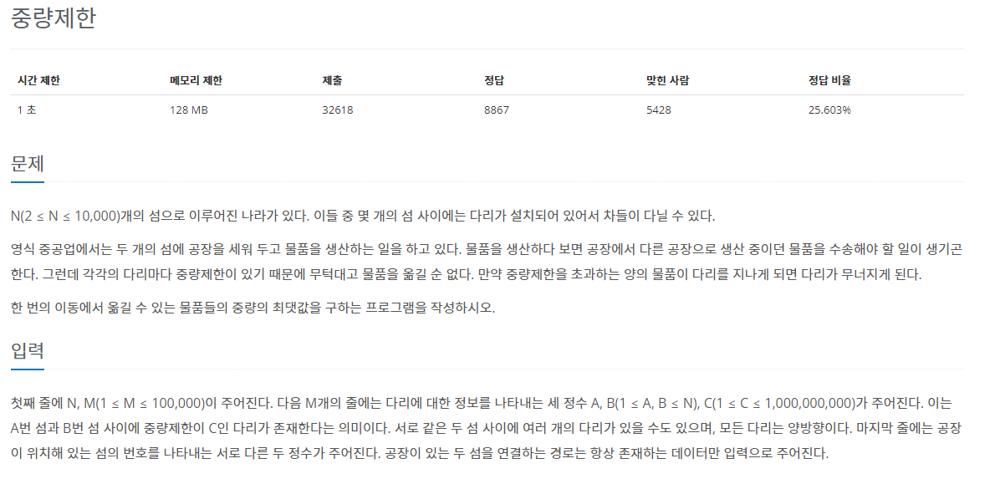 중량제한
시간 제한 메모리 제한 제출 정답 맞힌 사람 정답 비율
1 초 128 MB 32618 8867 5428 25.603%
문제
N(2 ≤ N ≤ 10,000)개의 섬으로 이루어진 나라가 있다. 이들 중 몇 개의 섬 사이에는 다리가 설치되어 있어서 차들이 다닐 수 있다.
영식 중공업에서는 두 개의 섬에 공장을 세워 두고 물품을 생산하는 일을 하고 있다. 물품을 생산하다 보면 공장에서 다른 공장으로 생산 중이던 물품을 수송해야 할 일이 생기곤
한다. 그런데 각각의 다리마다 중량제한이 있기 때문에 무턱대고 물품을 옮길 순 없다. 만약 중량제한을 초과하는 양의 물품이 다리를 지나게 되면 다리가 무너지게 된다.
한 번의 이동에서 옮길 수 있는 물품들의 중량의 최댓값을 구하는 프로그램을 작성하시오.
입력
첫째 줄에 N, M(1 ≤ M ≤ 100,000)이 주어진다. 다음 M개의 줄에는 다리에 대한 정보를 나타내는 세 정수 A, B(1 ≤ A, B ≤ N), C(1 ≤ C ≤ 1,000,000,000)가 주어진다. 이는
A번 섬과 B번 섬 사이에 중량제한이 C인 다리가 존재한다는 의미이다. 서로 같은 두 섬 사이에 여러 개의 다리가 있을 수도 있으며, 모든 다리는 양방향이다. 마지막 줄에는 공장
이 위치해 있는 섬의 번호를 나타내는 서로 다른 두 정수가 주어진다. 공장이 있는 두 섬을 연결하는 경로는 항상 존재하는 데이터만 입력으로 주어진다.